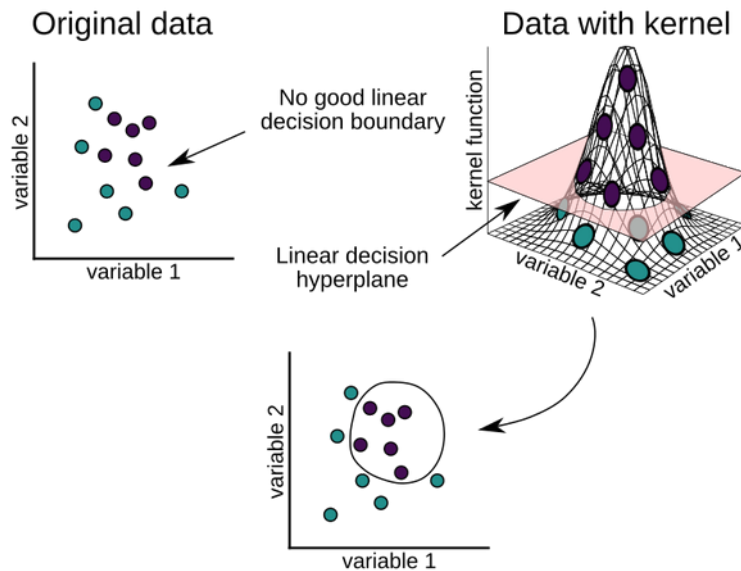 Original data
Data with kernel
No good linear
decision boundary
variable 2
variable 1
kernel function
Linear decision
hyperplane
variable 2
variable 1
variable 2
variable 1